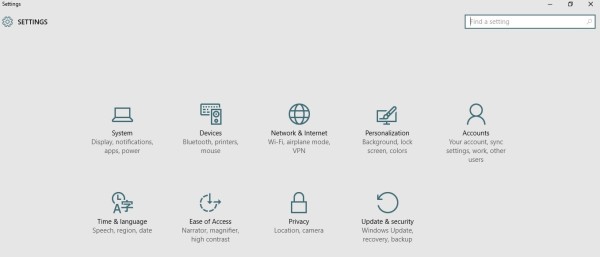 Settings
SETTINGS
Find a setting
System
Display, notifications,
apps, power
Devices
Bluetooth, printers,
mouse
Network & Internet
Wi-Fi, airplane mode,
VPN
Personalization
Background, lock
screen, colors
Accounts
Your account, sync
settings, work, other
users
A字
Time & language
Speech, region, date
Ease of Access
Narrator, magnifier,
high contrast
Privacy
Location, camera
Update & security
Windows Update,
recovery, backup